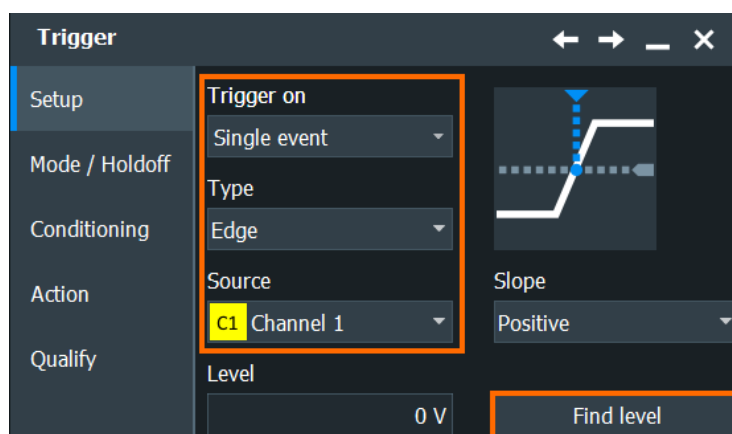 Trigger
Setup
Mode / Holdoff
Conditioning
Action
Qualify
Trigger on
Single event
Type
Edge
Source
C1 Channel 1
Slope
Positive
Level
0 V
Find level